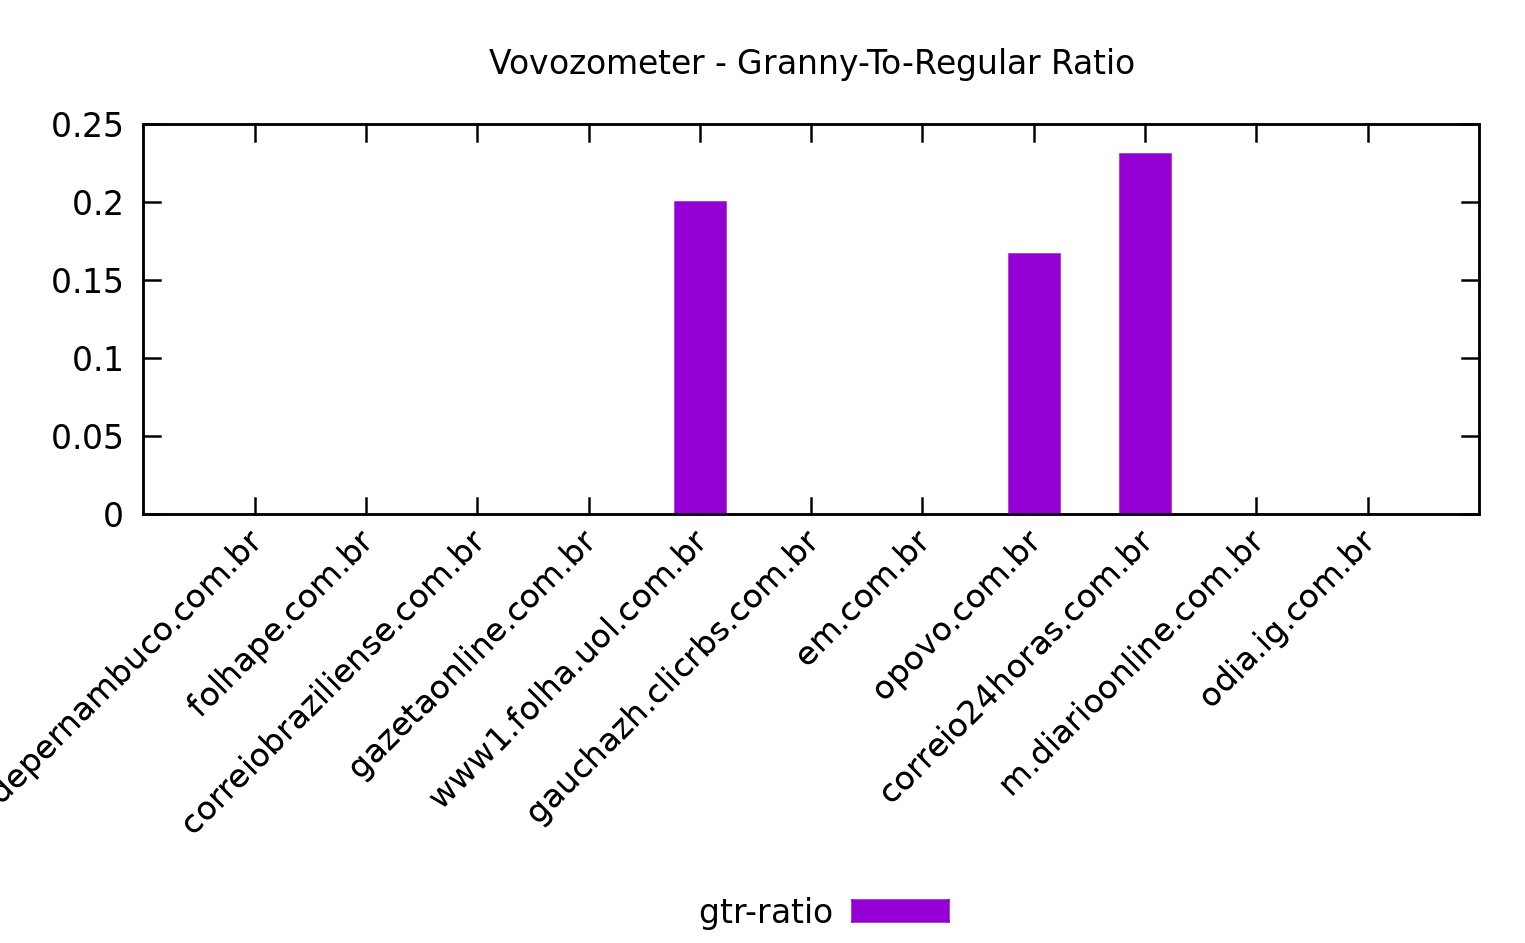 Vovozometer - Granny-To-Regular Ratio
0.25
0.2
0.15
0.1
0.05
0
depernambuco.com.br
folhape.com.br
correiobraziliense.com.br
gazetaonline.com.br
www1.folha.uol.com.br
gauchazh.clicrbs.com.br
em.com.br
opovo.com.br
correio24horas.com.br
m.diarioonline.com.br
odia.ig.com.br
gtr-ratio